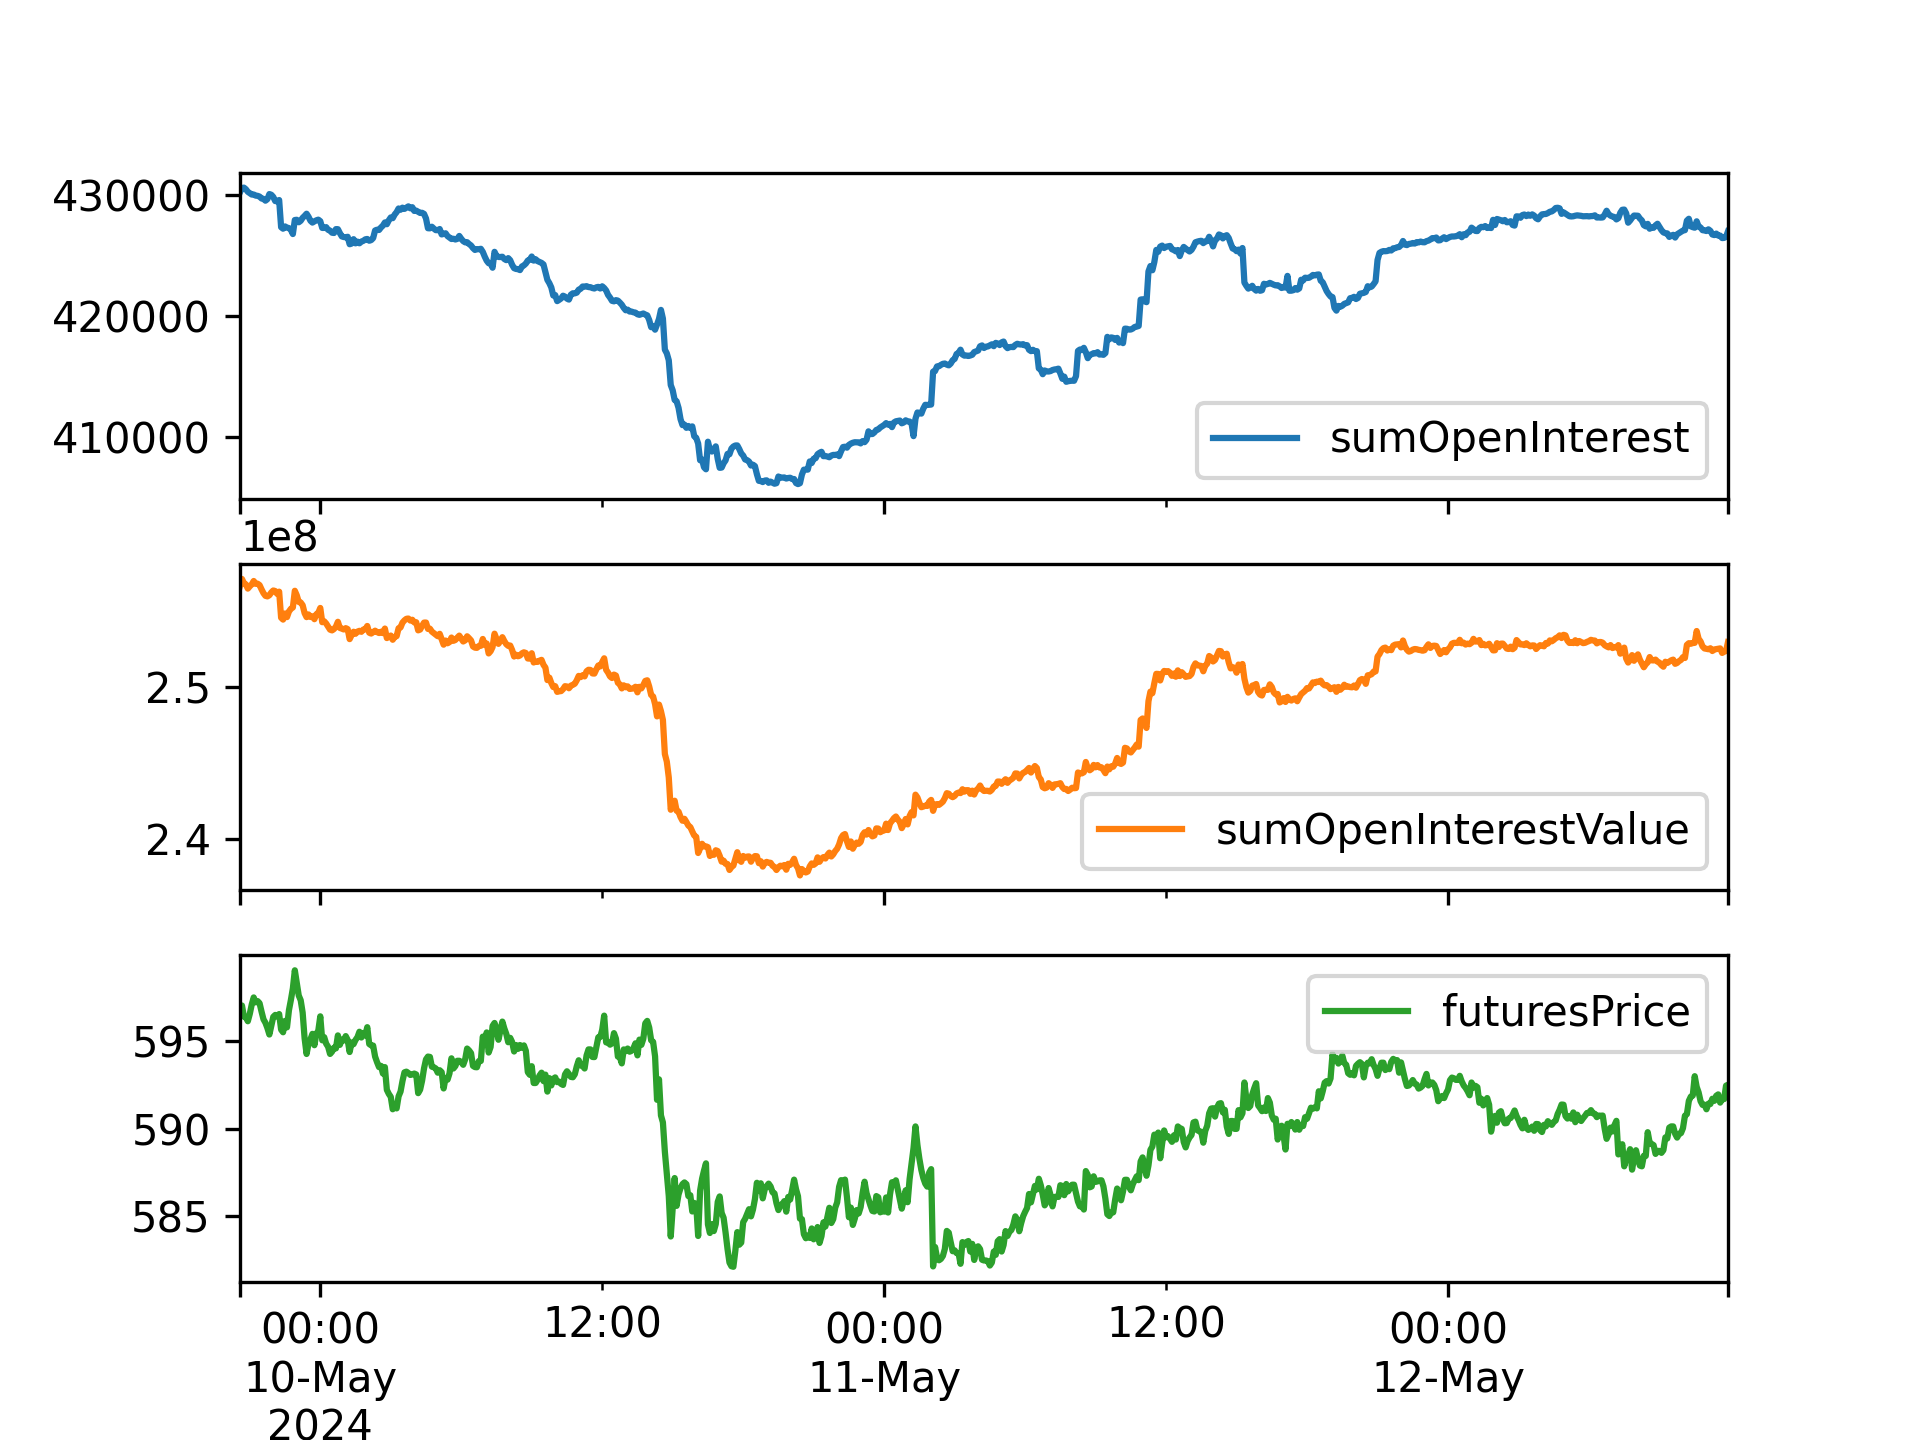 430000
420000
410000
sumOpenInterest
1e8
2.5
2.4
sumOpenInterestValue
595
590
585
futuresPrice
00:00 12:00 00:00 12:00 00:00
10-May 11-May 12-May
2024